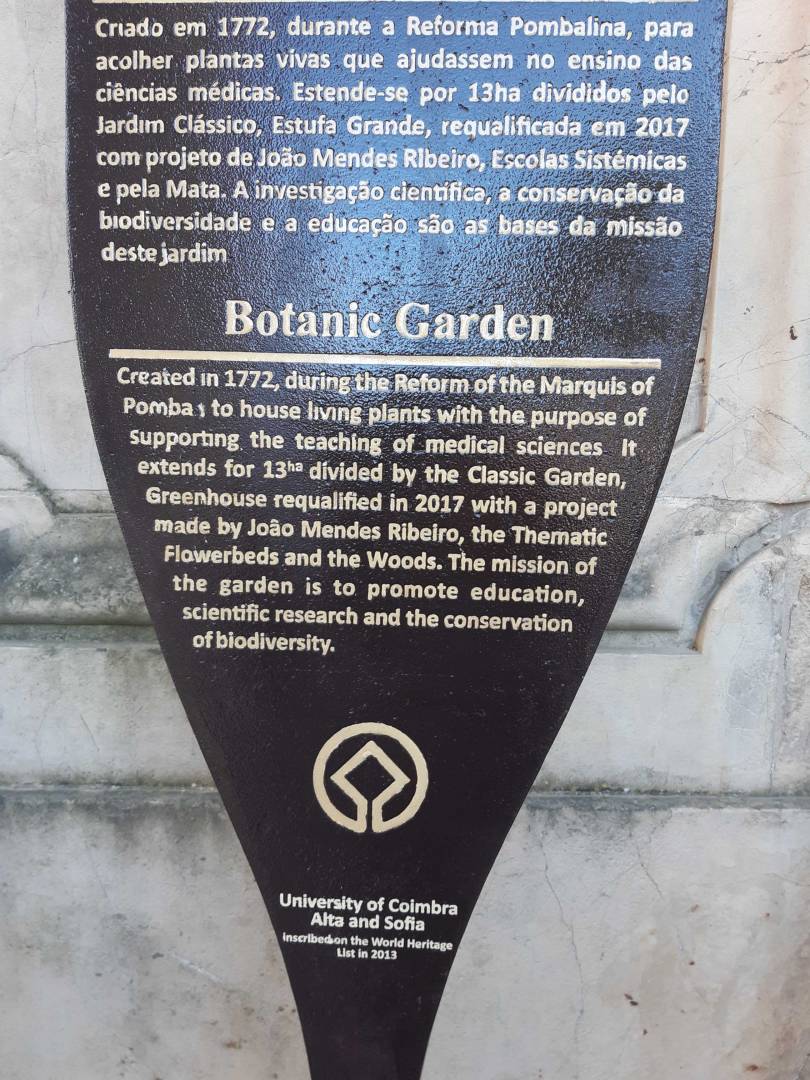 Criado em 1772, durante a Reforma Pombalina, para
acolher plantas vivas que ajudassem no ensino das
ciências médicas. Estende-se por 13ha divididos pelo
Jardim Clássico, Estufa Grande, requalificada em 2017
com projeto de João Mendes Ribeiro, Escolas Sistémicas
e pela Mata. A investigação científica, a conservação da
biodiversidade e a educação são as bases da missão
deste jardim
Botanic Garden
Created in 1772, during the Reform of the Marquis of
Pombal, to house living plants with the purpose of
supporting the teaching of medical sciences. It
extends for 13ha divided by the Classic Garden,
Greenhouse requalified in 2017 with a project
made by João Mendes Ribeiro, the Thematic
Flowerbeds and the Woods. The mission of
the garden is to promote education,
scientific research and the conservation
of biodiversity.
University of Coimbra
Alta and Sofia
inscribed on the World Heritage
List in 2013